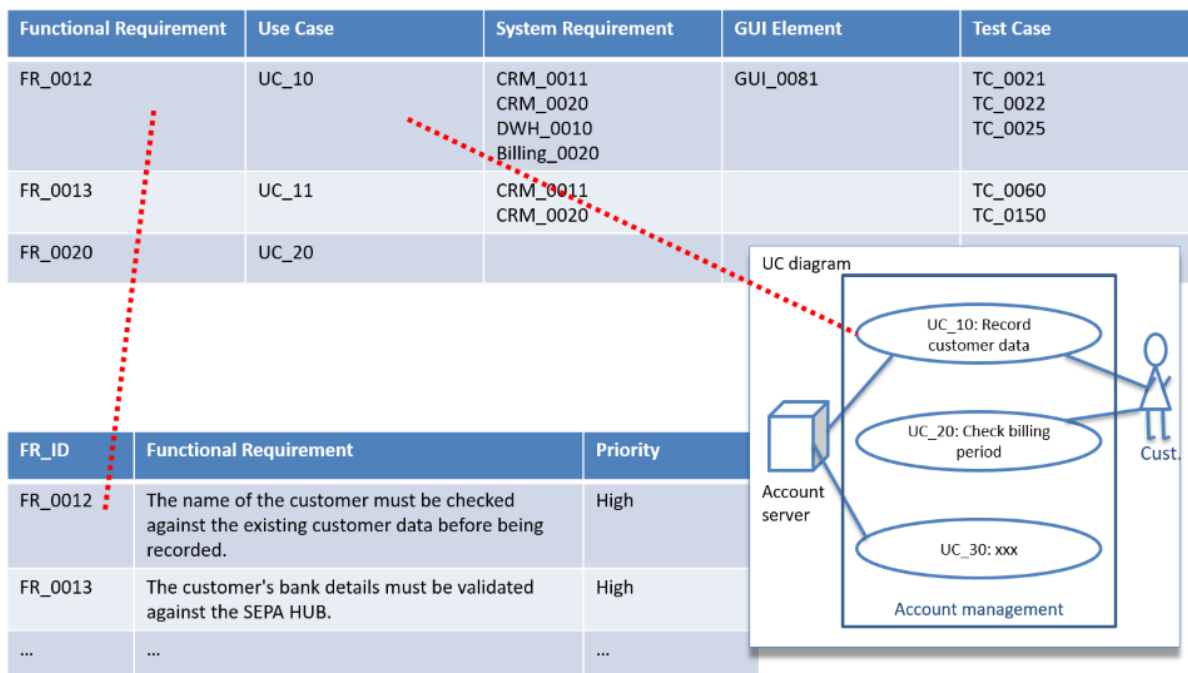 Functional Requirement Use Case System Requirement GUI Element Test Case
FR_0012 UC_10 CRM_0011 GUI_0081 TC_0021
CRM_0020 TC_0022
DWH_0010 TC_0025
Billing_0020
FR_0013 UC_11 CRM_0011 TC_0060
CRM_0020 TC_0150
FR_0020 UC_20
UC diagram
UC_10: Record
customer data
UC_20: Check billing
period
Cust.
Account
server
UC_30: xxx
Account management
FR_ID Functional Requirement Priority
FR_0012 The name of the customer must be checked High
against the existing customer data before being
recorded.
FR_0013 The customer's bank details must be validated High
against the SEPA HUB.
... ... ...